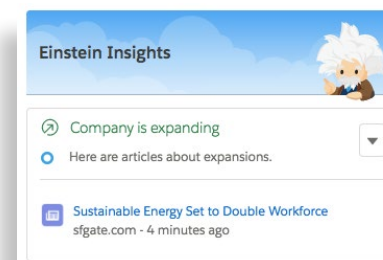 Einstein Insights
Company is expanding
Here are articles about expansions.
Sustainable Energy Set to Double Workforce
sfgate.com - 4 minutes ago